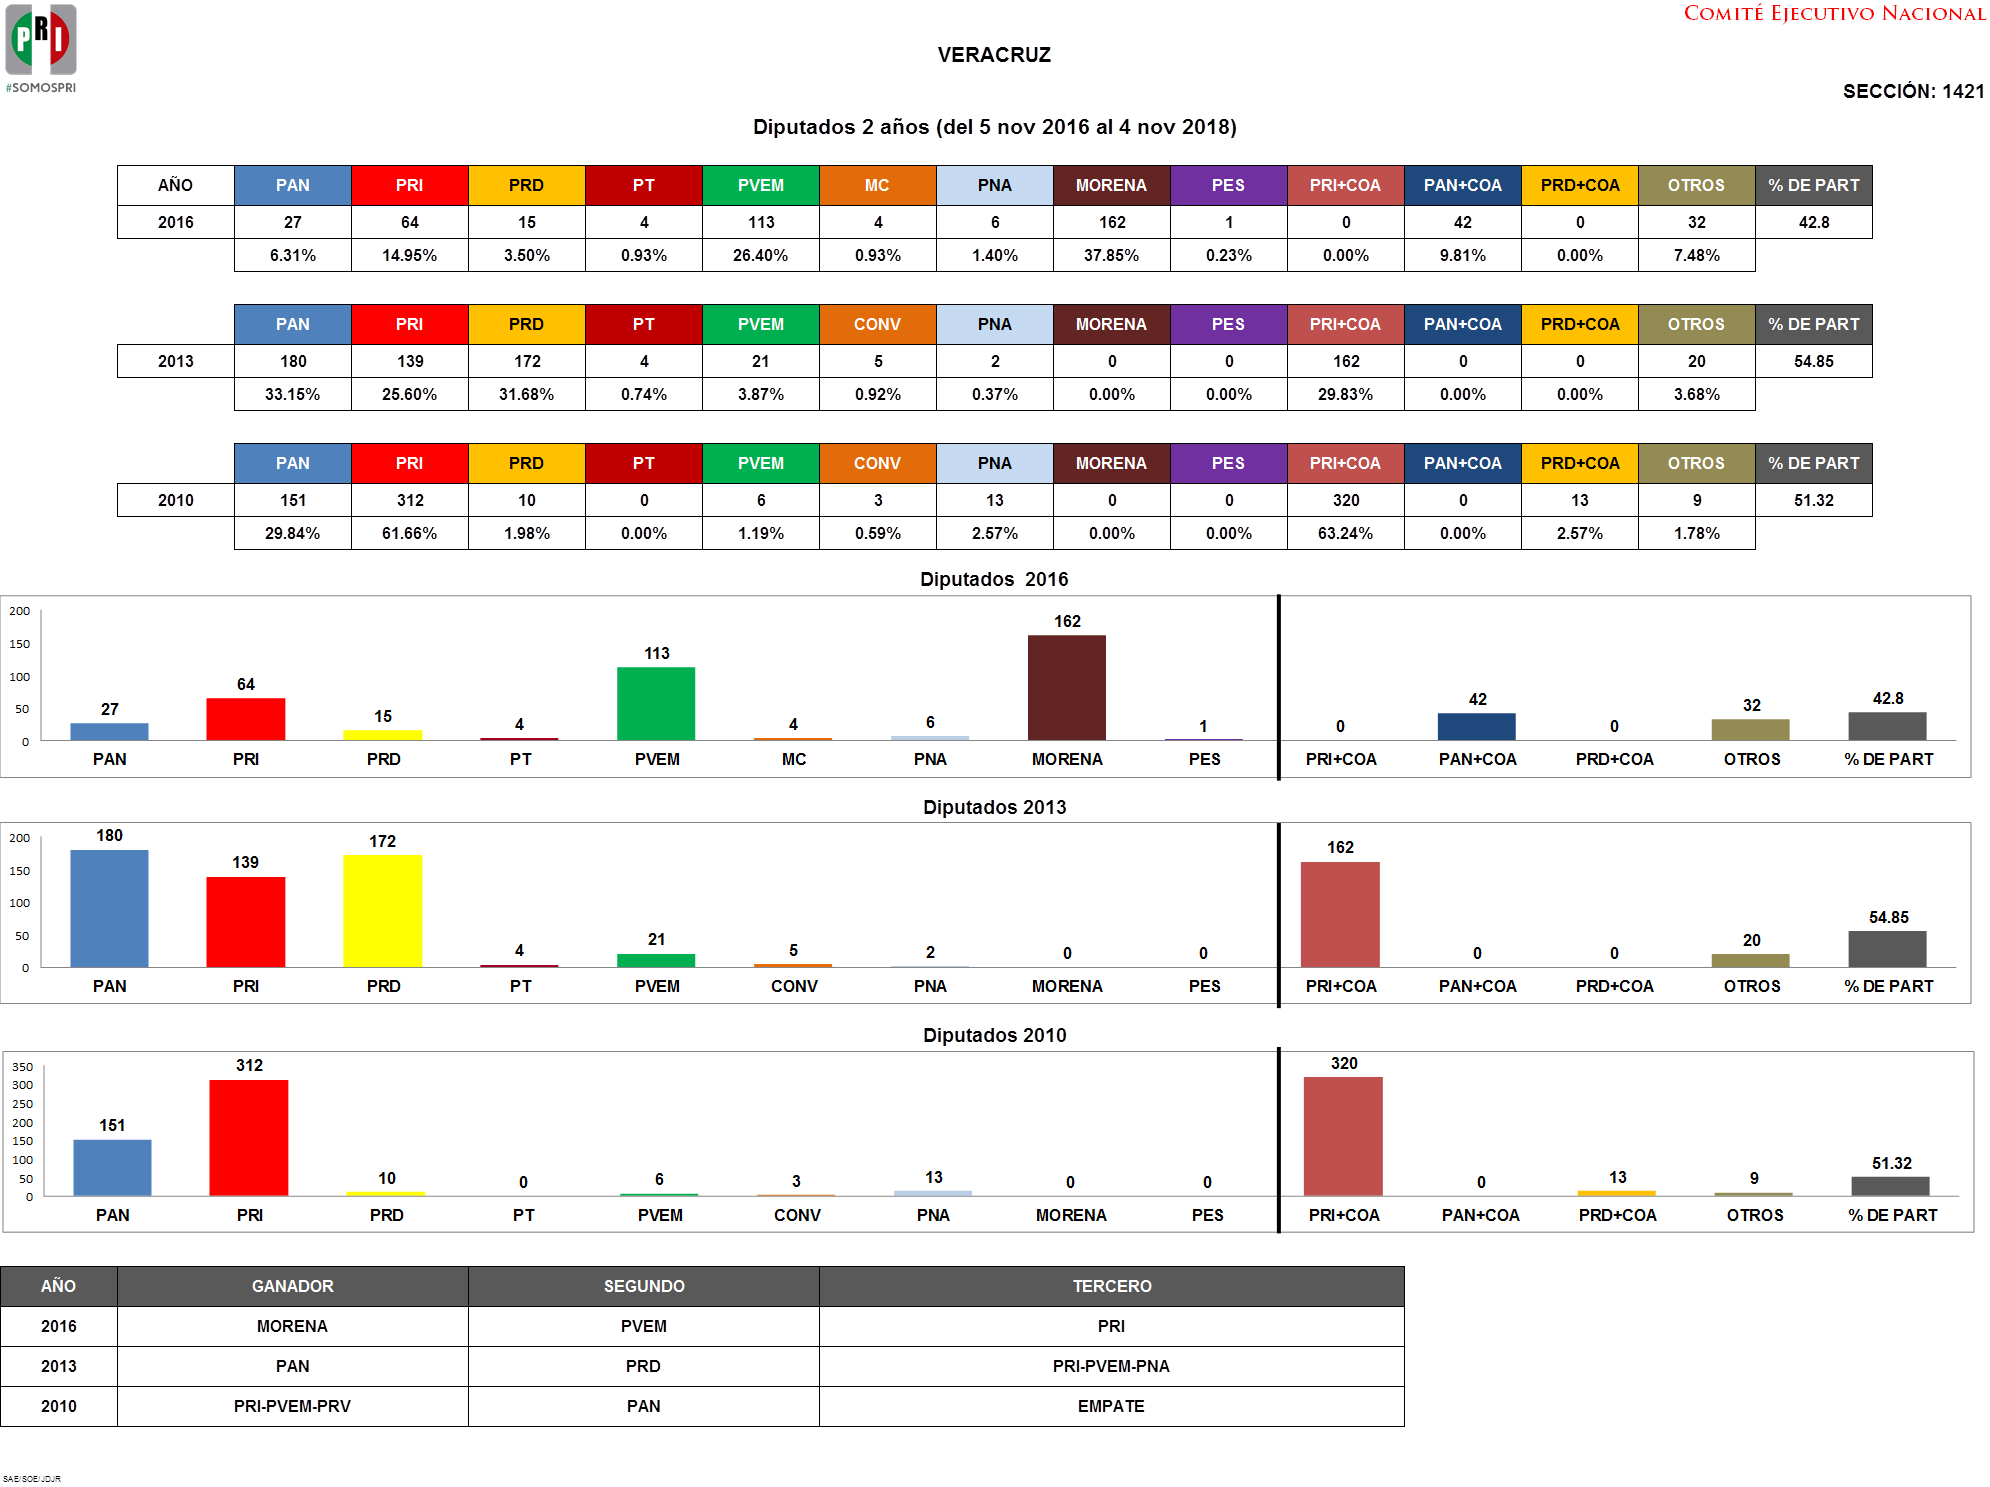 PRI
#SOMOSPRI
COMITÉ EJECUTIVO NACIONAL
VERACRUZ
SECCIÓN: 1421
Diputados 2 años (del 5 nov 2016 al 4 nov 2018)
AÑO PAN PRI PRD PT PVEM MC PNA MORENA PES PRI+COA PAN+COA PRD+COA OTROS % DE PART
2016 27 64 15 4 113 4 6 162 1 0 42 0 32 42.8
6.31% 14.95% 3.50% 0.93% 26.40% 0.93% 1.40% 37.85% 0.23% 0.00% 9.81% 0.00% 7.48%
PAN PRI PRD PT PVEM CONV PNA MORENA PES PRI+COA PAN+COA PRD+COA OTROS % DE PART
2013 180 139 172 4 21 5 2 0 0 162 0 0 20 54.85
33.15% 25.60% 31.68% 0.74% 3.87% 0.92% 0.37% 0.00% 0.00% 29.83% 0.00% 0.00% 3.68%
PAN PRI PRD PT PVEM CONV PNA MORENA PES PRI+COA PAN+COA PRD+COA OTROS % DE PART
2010 151 312 10 0 6 3 13 0 0 320 0 13 9 51.32
29.84% 61.66% 1.98% 0.00% 1.19% 0.59% 2.57% 0.00% 0.00% 63.24% 0.00% 2.57% 1.78%
Diputados 2016
200
150
100
50
0
27 64 15 4 113 4 6 162 1 0 42 0 32 42.8
PAN PRI PRD PT PVEM MC PNA MORENA PES PRI+COA PAN+COA PRD+COA OTROS % DE PART
Diputados 2013
200
150
100
50
0
180 139 172 4 21 5 2 0 0 162 0 0 20 54.85
PAN PRI PRD PT PVEM CONV PNA MORENA PES PRI+COA PAN+COA PRD+COA OTROS % DE PART
Diputados 2010
350
300
250
200
150
100
50
0
151 312 10 0 6 3 13 0 0 320 0 13 9 51.32
PAN PRI PRD PT PVEM CONV PNA MORENA PES PRI+COA PAN+COA PRD+COA OTROS % DE PART
AÑO GANADOR SEGUNDO TERCERO
2016 MORENA PVEM PRI
2013 PAN PRD PRI-PVEM-PNA
2010 PRI-PVEM-PRV PAN EMPATE
SAE/SOE/JDJR